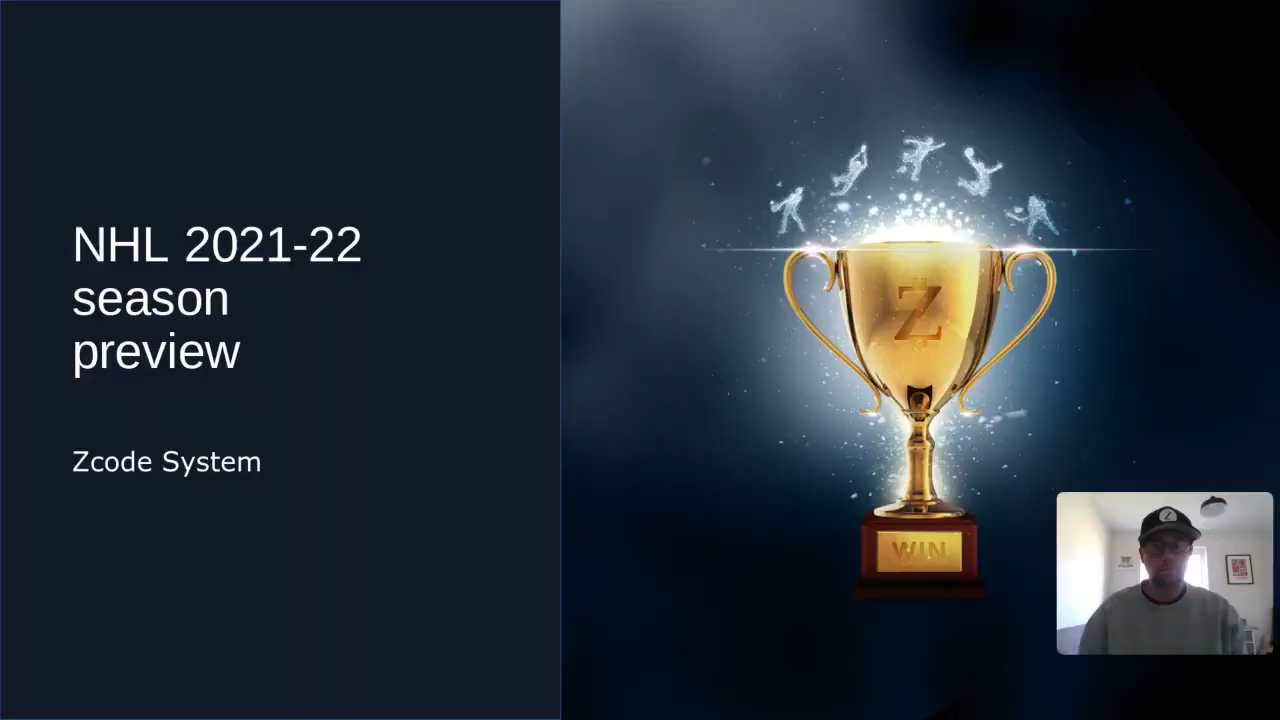 NHL 2021-22
season
preview
Zcode System
Z
WIN
Z